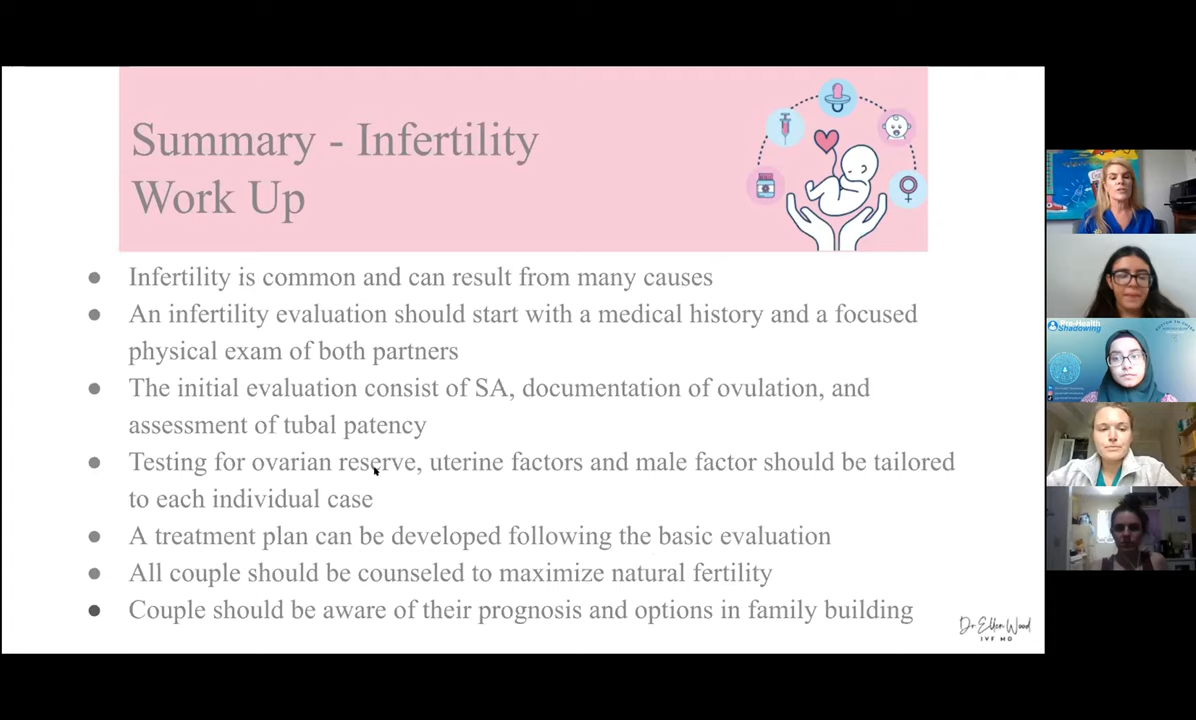 Summary - Infertility
Work Up
Infertility is common and can result from many causes
An infertility evaluation should start with a medical history and a focused
physical exam of both partners
The initial evaluation consist of SA, documentation of ovulation, and
assessment of tubal patency
Testing for ovarian reserve, uterine factors and male factor should be tailored
to each individual case
A treatment plan can be developed following the basic evaluation
All couple should be counseled to maximize natural fertility
Couple should be aware of their prognosis and options in family building
Dr Ellen Wood
IVF MD
Pre-Health
Shadowing